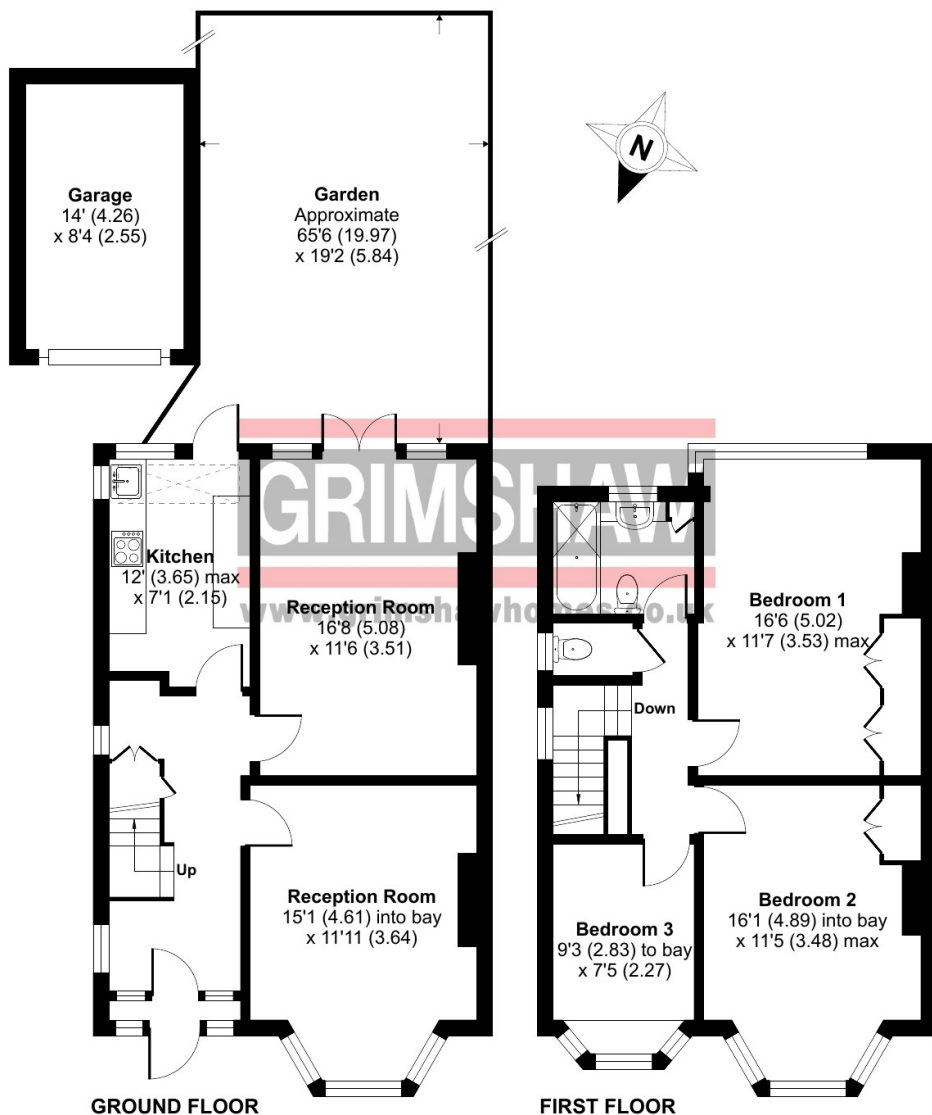 Garage
14' (4.26)
x 8'4 (2.55)
Garden
Approximate
65'6 (19.97)
x 19'2 (5.84)
N
GRIMSHAW
www.grimshawhomes.co.uk
Kitchen
12' (3.65) max
x 7'1 (2.15)
Reception Room
16'8 (5.08)
x 11'6 (3.51)
Up
Reception Room
15'1 (4.61) into bay
x 11'11 (3.64)
GROUND FLOOR
Bedroom 1
16'6 (5.02)
x 11'7 (3.53) max
Down
Bedroom 3
9'3 (2.83) to bay
x 7'5 (2.27)
Bedroom 2
16'1 (4.89) into bay
x 11'5 (3.48) max
FIRST FLOOR